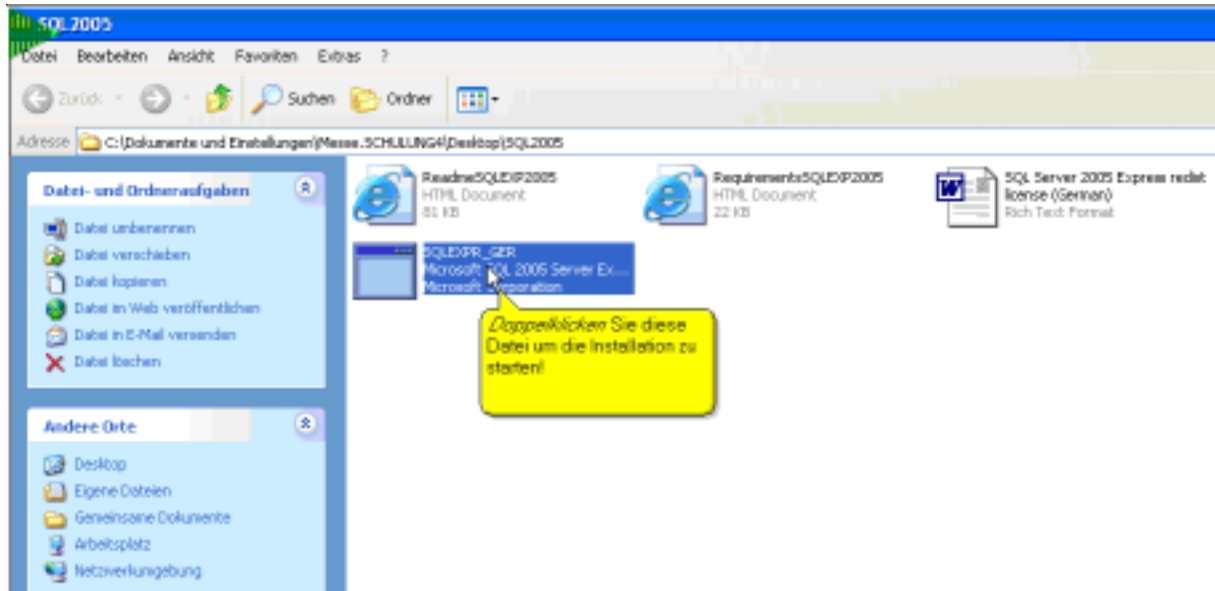 SQL2005
Datei Bearbeiten Ansicht Favoriten Extras ?
Zurück Suchen Ordner
Adresse C:\Dokumente und Einstellungen\Messe.SCHULUNG4\Desktop\SQL2005
Datei- und Ordneraufgaben
Datei umbenennen
Datei verschieben
Datei kopieren
Datei im Web veröffentlichen
Datei in E-Mail versenden
Datei löschen
Andere Orte
Desktop
Eigene Dateien
Gemeinsame Dokumente
Arbeitsplatz
Netzwerkumgebung
ReadmeSQLEXP2005
HTML Document
81 KB
RequirementsSQLEXP2005
HTML Document
22 KB
SQL Server 2005 Express redist
license (German)
Rich Text Format
SQLEXPR_GER
Microsoft SQL 2005 Server Ex...
Microsoft Corporation
Doppelklicken Sie diese
Datei um die Installation zu
starten!